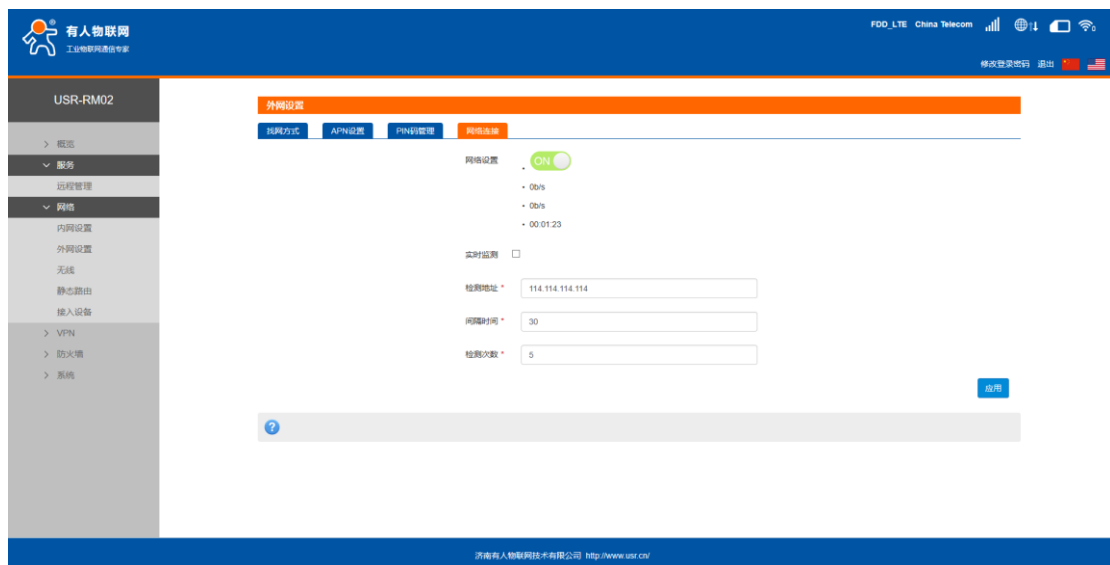 有人物联网
工业物联网通信专家
FDD_LTE China Telecom
修改登录密码 退出
USR-RM02
概览
服务
远程管理
网络
内网设置
外网设置
无线
静态路由
接入设备
VPN
防火墙
系统
外网设置
找网方式 APN设置 PIN码管理 网络连接
网络设置 ON
0b/s
0b/s
00:01:23
实时监测
检测地址 * 114.114.114.114
间隔时间 * 30
检测次数 * 5
应用
济南有人物联网技术有限公司 http://www.usr.cn/